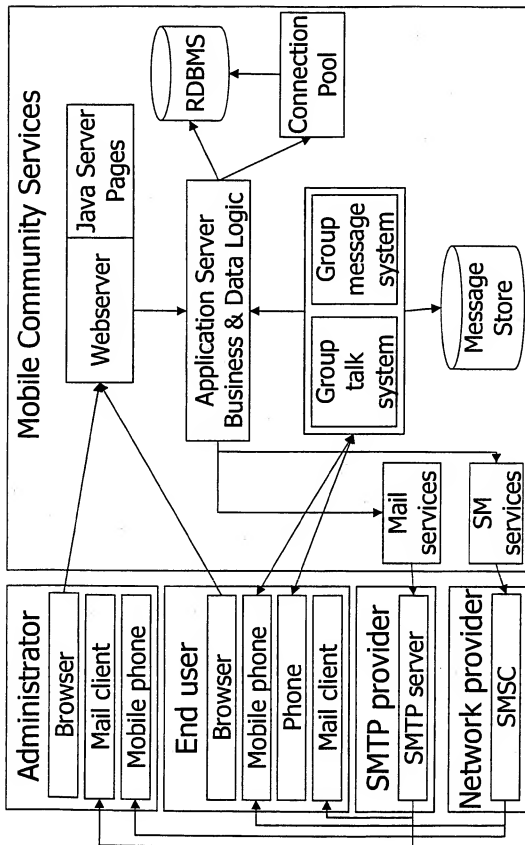 Mobile Community Services
Administrator
Browser
Mail client
Mobile phone
End user
Browser
Mobile phone
Phone
Mail client
SMTP provider
SMTP server
Network provider
SMSC
Webserver
Java Server
Pages
Application Server
Business & Data Logic
RDBMS
Connection
Pool
Group
talk
system
Group
message
system
Message
Store
Mail
services
SM
services